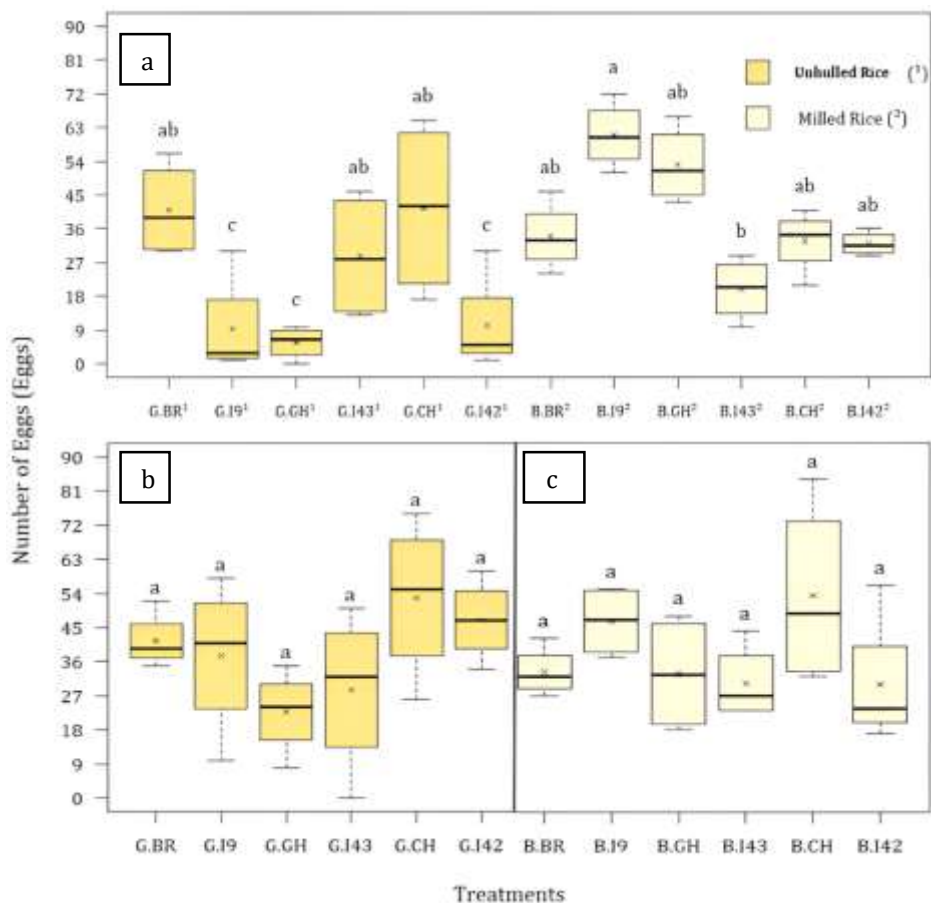 a
Unhulled Rice (¹)
Milled Rice (²)
90
81
72
63
54
45
36
27
18
9
0
ab
c
c
ab
ab
c
ab
a
ab
b
ab
ab
G.BR¹ G.I9¹ G.GH¹ G.I43¹ G.CH¹ G.I42¹ B.BR² B.I9² B.GH² B.I43² B.CH² B.I42²
Number of Eggs (Eggs)
b
c
90
81
72
63
54
45
36
27
18
9
0
a
a
a
a
a
a
a
a
a
a
a
a
G.BR G.I9 G.GH G.I43 G.CH G.I42 B.BR B.I9 B.GH B.I43 B.CH B.I42
Treatments